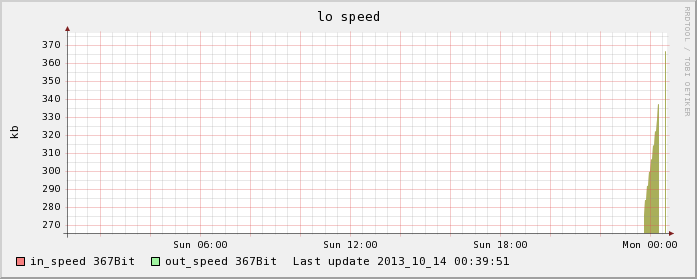 lo speed
RRDTOOL / TOBI OETIKER
kb
370
360
350
340
330
320
310
300
290
280
270
Sun 06:00 Sun 12:00 Sun 18:00 Mon 00:00
in_speed 367Bit out_speed 367Bit Last update 2013_10_14 00:39:51